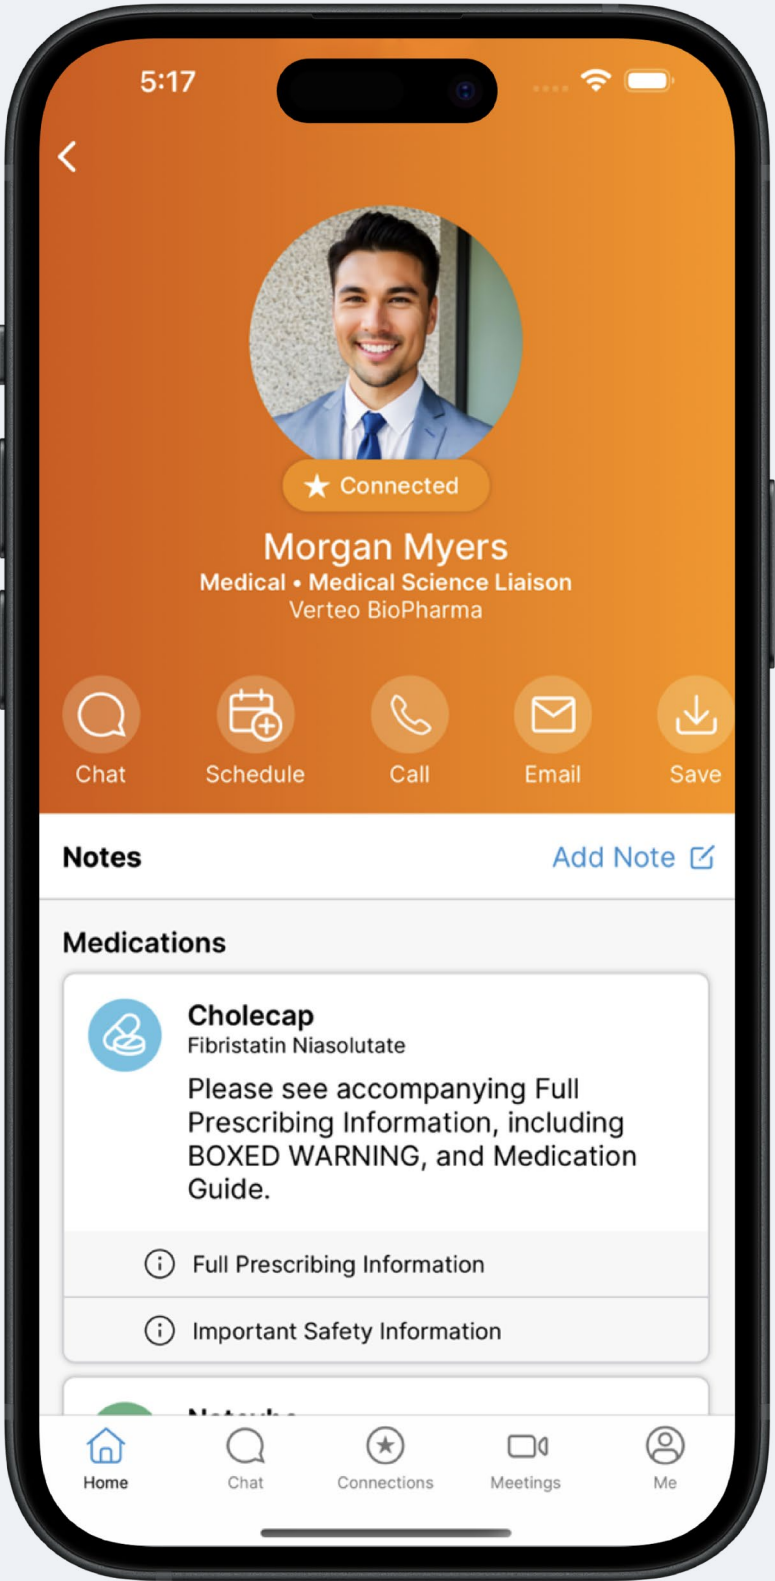 5:17
Connected
Morgan Myers
Medical • Medical Science Liaison
Verteo BioPharma
Chat
Schedule
Call
Email
Save
Notes
Add Note
Medications
Cholecap
Fibristatin Niasolutate
Please see accompanying Full
Prescribing Information, including
BOXED WARNING, and Medication
Guide.
Full Prescribing Information
Important Safety Information
Home
Chat
Connections
Meetings
Me